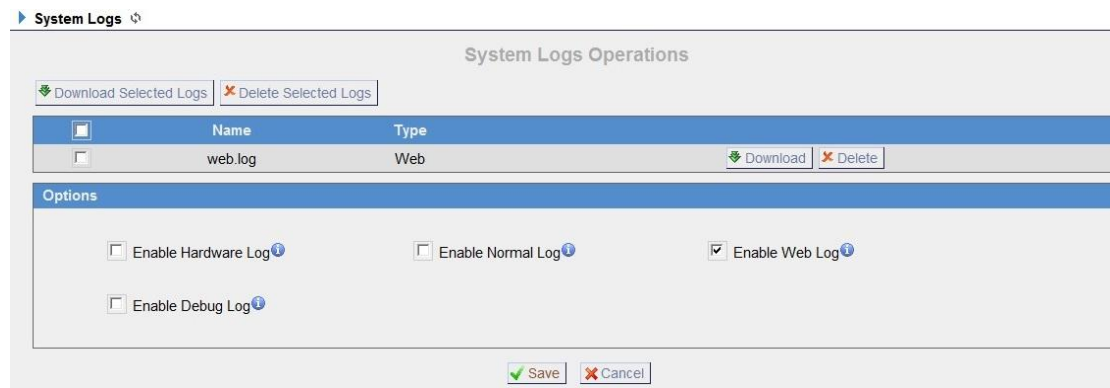 System Logs
System Logs Operations
Download Selected Logs Delete Selected Logs
Name Type
web.log Web Download Delete
Options
Enable Hardware Log Enable Normal Log Enable Web Log
Enable Debug Log
Save Cancel